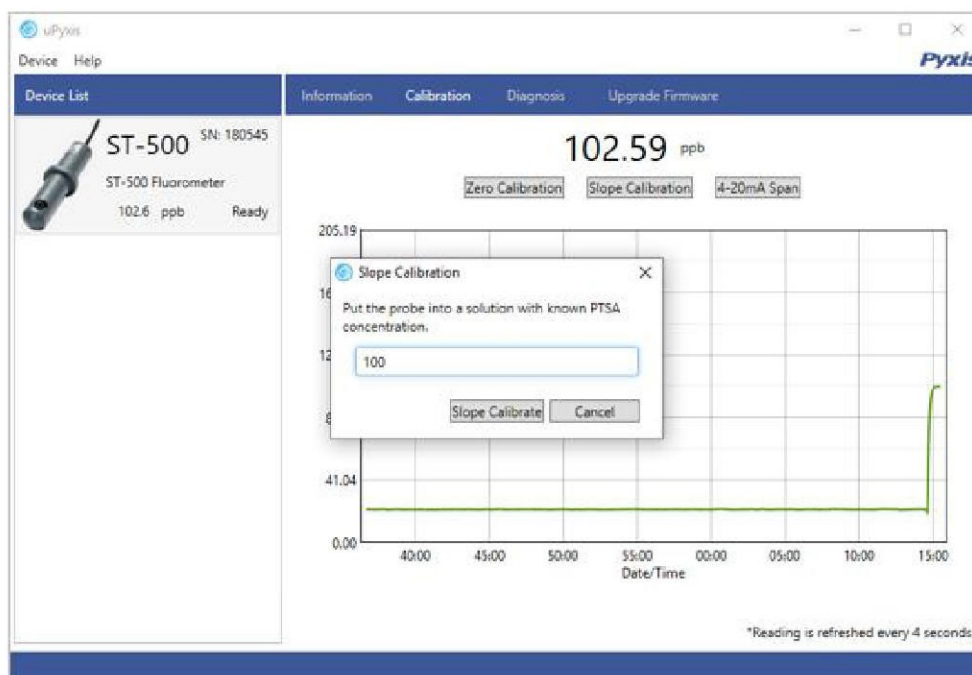 uPyxis
Device Help
Pyxis
Device List
Information Calibration Diagnosis Upgrade Firmware
ST-500 SN: 180545
ST-500 Fluorometer
102.6 ppb Ready
102.59 ppb
Zero Calibration Slope Calibration 4-20mA Span
205.19
Slope Calibration
Put the probe into a solution with known PTSA
concentration.
100
Slope Calibrate Cancel
41.04
0.00
40:00 45:00 50:00 55:00 00:00 05:00 10:00 15:00
Date/Time
*Reading is refreshed every 4 seconds